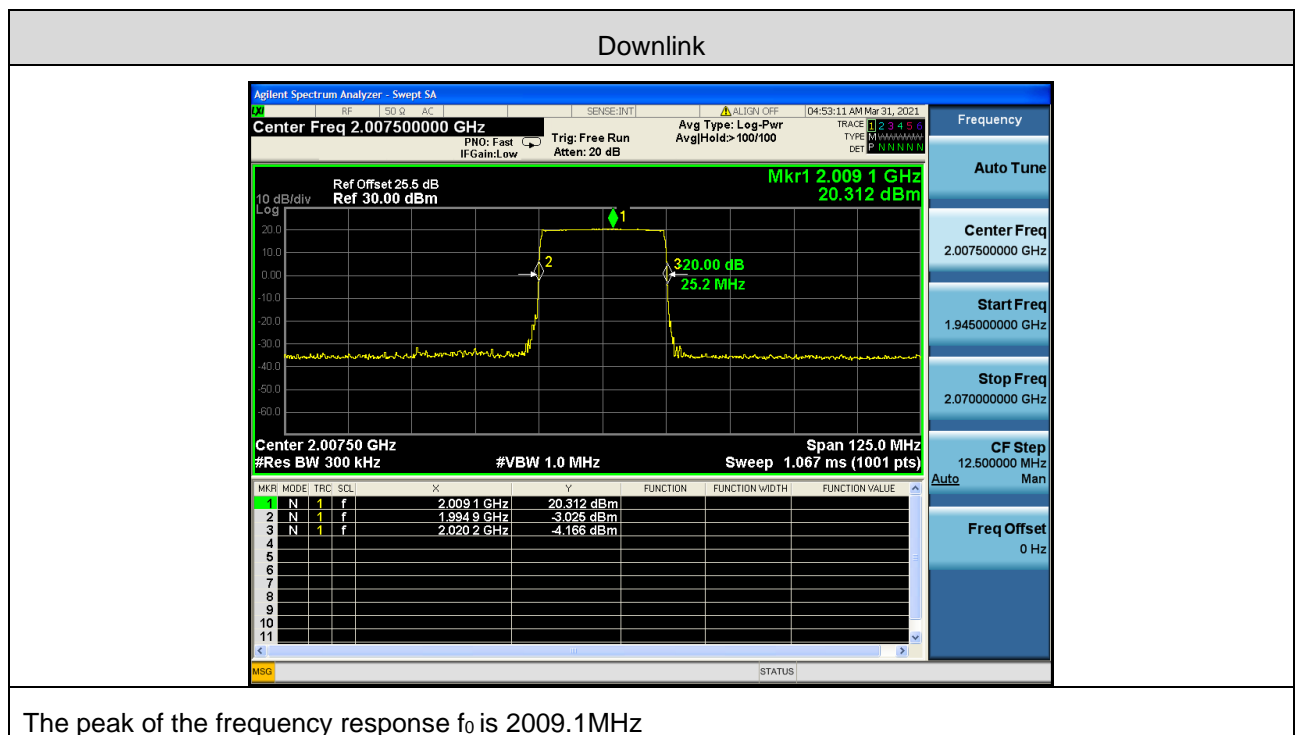 Downlink
Agilent Spectrum Analyzer - Swept SA
LXI RF 50 Ω AC SENSE:INT ALIGN OFF 04:53:11 AM Mar 31, 2021
Center Freq 2.007500000 GHz
PNO: Fast
IFGain:Low
Trig: Free Run
Atten: 20 dB
Avg Type: Log-Pwr
Avg|Hold:>100/100
TRACE 1 2 3 4 5 6
TYPE M
DET P N N N N N
Frequency
Auto Tune
Center Freq
2.007500000 GHz
Start Freq
1.945000000 GHz
Stop Freq
2.070000000 GHz
CF Step
12.500000 MHz
Auto Man
Freq Offset
0 Hz
Mkr1 2.009 1 GHz
20.312 dBm
Ref Offset 25.5 dB
10 dB/div Ref 30.00 dBm
Log
20.0
10.0
0.00
-10.0
-20.0
-30.0
-40.0
-50.0
-60.0
1
2
3
20.00 dB
25.2 MHz
Center 2.00750 GHz Span 125.0 MHz
#Res BW 300 kHz #VBW 1.0 MHz Sweep 1.067 ms (1001 pts)
MKR MODE TRC SCL X Y FUNCTION FUNCTION WIDTH FUNCTION VALUE
1 N 1 f 2.009 1 GHz 20.312 dBm
2 N 1 f 1.994 9 GHz -3.025 dBm
3 N 1 f 2.020 2 GHz -4.166 dBm
4
5
6
7
8
9
10
11
MSG STATUS
The peak of the frequency response f₀ is 2009.1MHz